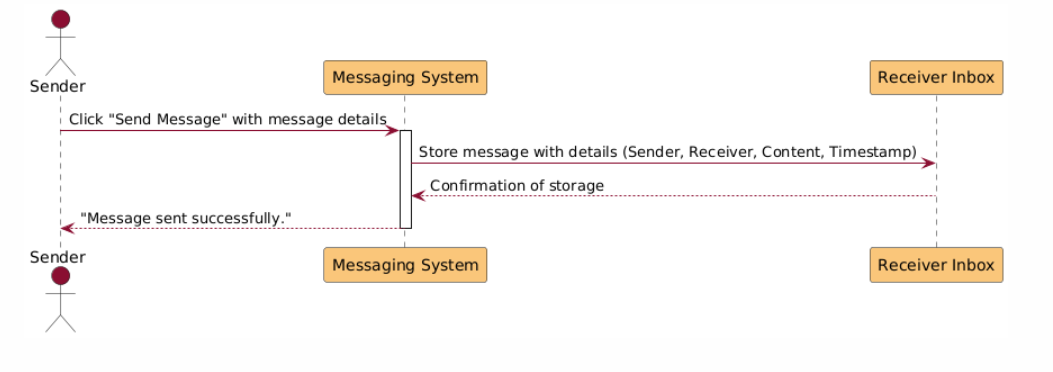 Sender
Messaging System
Receiver Inbox
Click "Send Message" with message details
Store message with details (Sender, Receiver, Content, Timestamp)
Confirmation of storage
"Message sent successfully."
Sender
Messaging System
Receiver Inbox